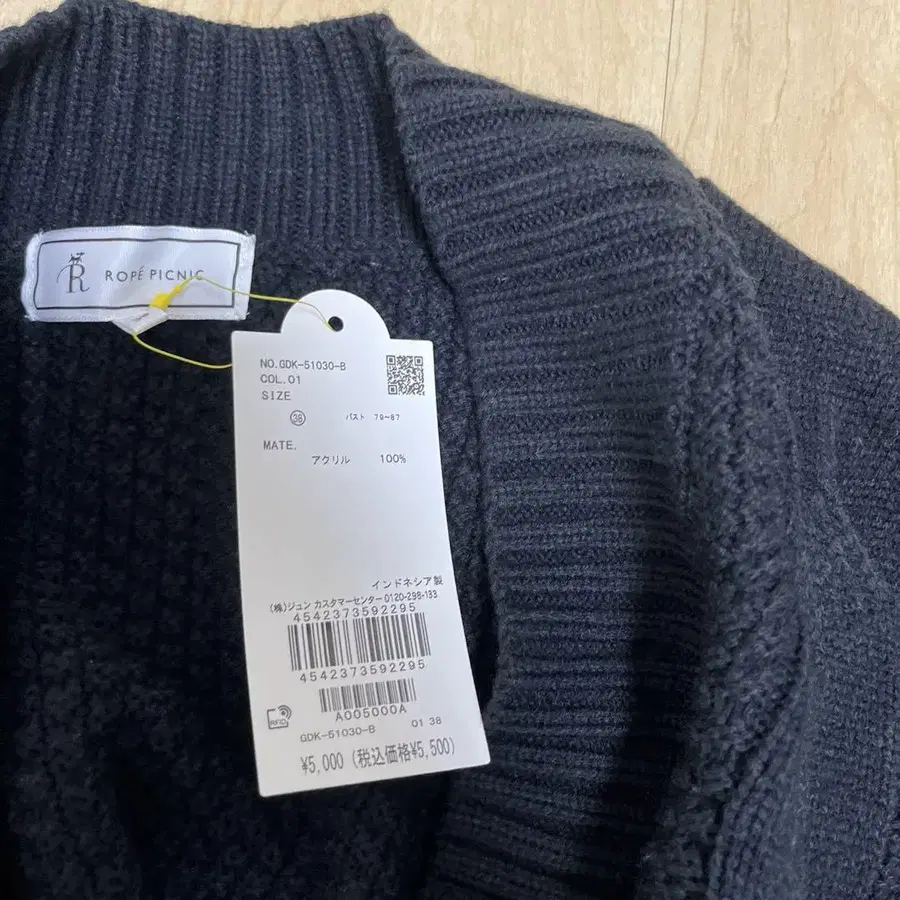 R ROPÉ PICNIC
NO.GDK-51030-B
COL.01
SIZE
38 バスト 79~87
MATE.
アクリル 100%
インドネシア製
(株)ジュン カスタマーセンター 0120-298-133
4542373592295
4542373592295
A005000A
RFID
GDK-51030-B 01 38
¥5,000 (税込価格¥5,500)